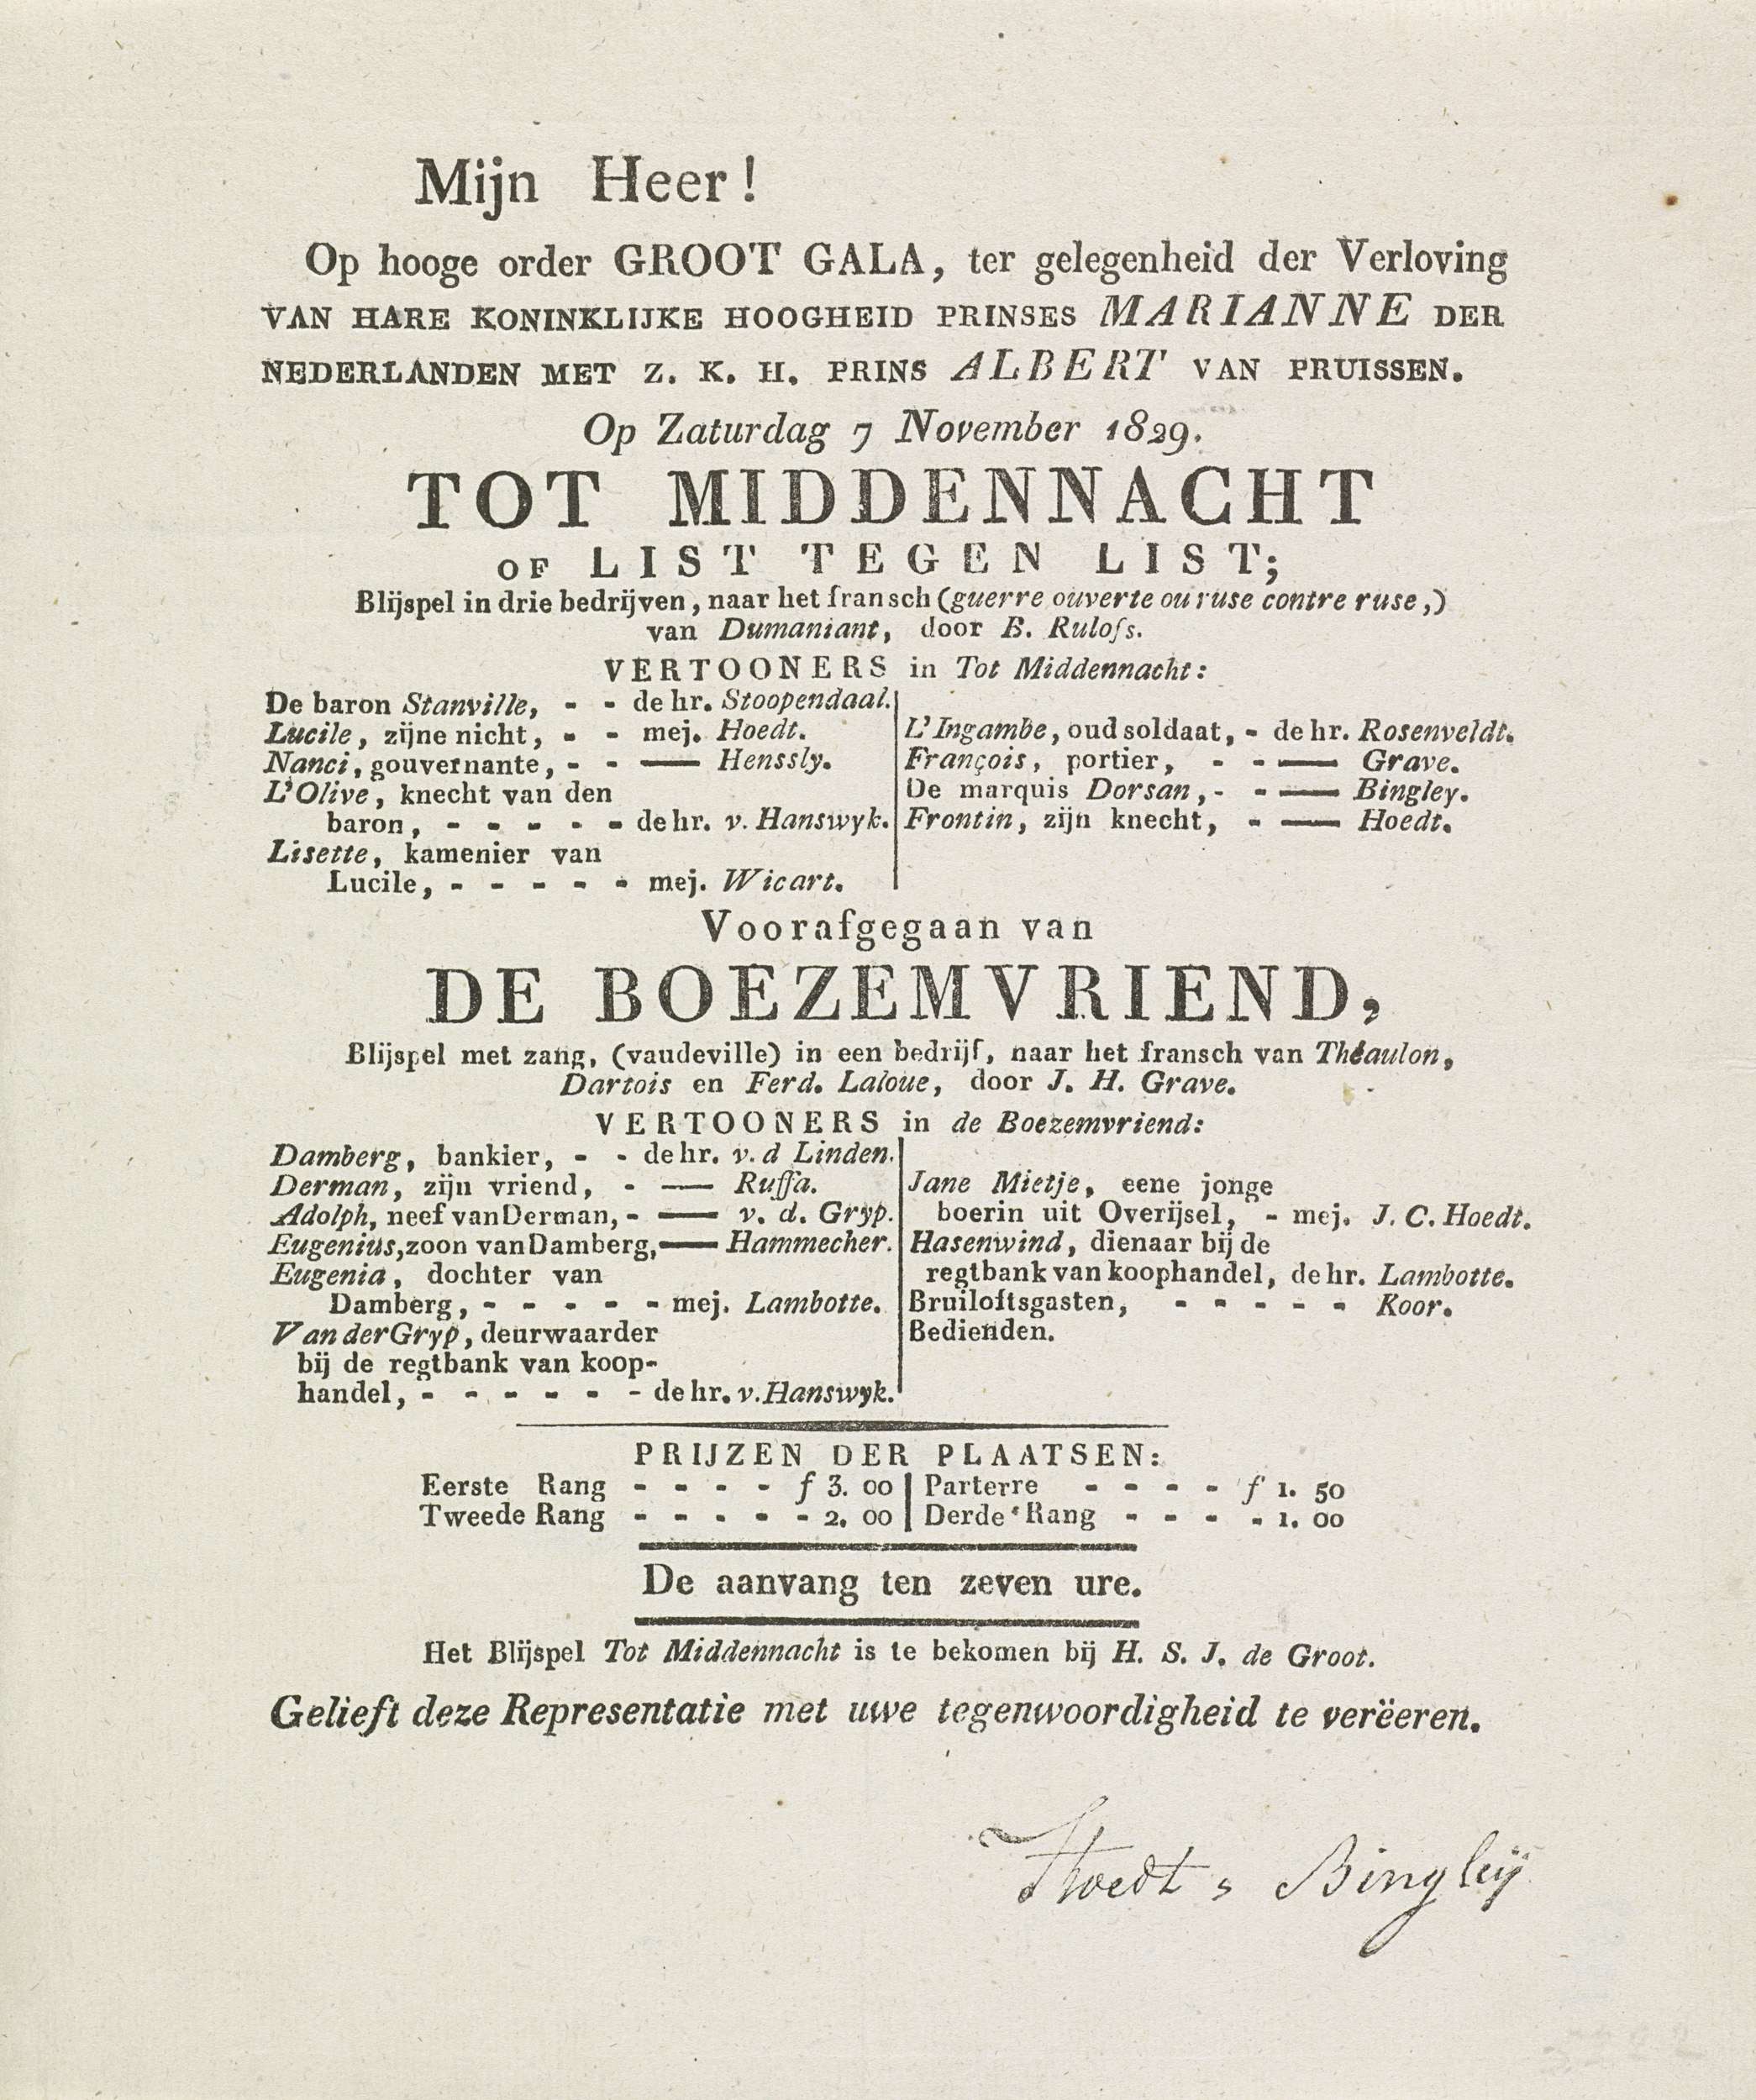 Mijn Heer!
Op hooge order GROOT GALA, ter gelegenheid der Verloving
VAN HARE KONINKLIJKE HOOGHEID PRINSES MARIANNE DER
NEDERLANDEN MET Z. K. H. PRINS ALBERT VAN PRUISSEN.
Op Zaturdag 7 November 1829.
TOT MIDDENNACHT
OF LIST TEGEN LIST;
Blijspel in drie bedrijven, naar het fransch (guerre ouverte ou ruse contre ruse,)
van Dumaniant, door B. Rulofs.
VERTOONERS in Tot Middennacht:
De baron Stanville, - - de hr. Stoopendaal.
Lucile, zijne nicht, - - mej. Hoedt.
Nanci, gouvernante, - - — Henssly.
L'Olive, knecht van den
baron, - - - - - de hr. v. Hanswyk.
Lisette, kamenier van
Lucile, - - - - - mej. Wicart.
L'Ingambe, oud soldaat, - de hr. Rosenveldt.
François, portier, - - — Grave.
De marquis Dorsan, - - — Bingley.
Frontin, zijn knecht, - — Hoedt.
Voorafgegaan van
DE BOEZEMVRIEND,
Blijspel met zang, (vaudeville) in een bedrijf, naar het fransch van Théaulon,
Dartois en Ferd. Laloue, door J. H. Grave.
VERTOONERS in de Boezemvriend:
Damberg, bankier, - - de hr. v. d Linden.
Derman, zijn vriend, - — Ruffa.
Adolph, neef van Derman, - — v. d. Gryp.
Eugenius, zoon van Damberg, — Hammecher.
Eugenia, dochter van
Damberg, - - - - - mej. Lambotte.
Van der Gryp, deurwaarder
bij de regtbank van koop-
handel, - - - - - - de hr. v. Hanswyk.
Jane Mietje, eene jonge
boerin uit Overijsel, - mej. J. C. Hoedt.
Hasenwind, dienaar bij de
regtbank van koophandel, de hr. Lambotte.
Bruiloftsgasten, - - - - - Koor.
Bedienden.
PRIJZEN DER PLAATSEN:
Eerste Rang - - - - f 3. 00 | Parterre - - - - f 1. 50
Tweede Rang - - - - - 2. 00 | Derde Rang - - - - 1. 00
De aanvang ten zeven ure.
Het Blijspel Tot Middennacht is te bekomen bij H. S. J. de Groot.
Gelieft deze Representatie met uwe tegenwoordigheid te verëeren.
Hoedt & Bingleÿ